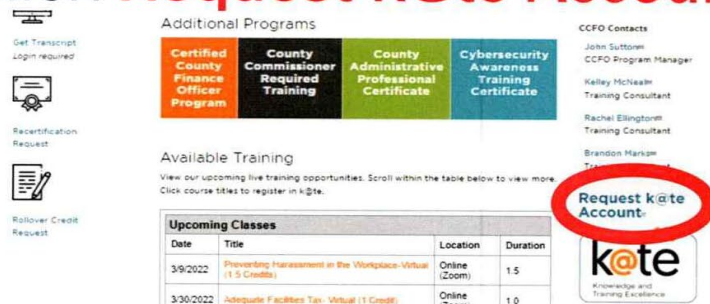 Request k@te Account
Additional Programs
Get Transcript
Login required
Recertification
Request
Rollover Credit
Request
Certified
County
Finance
Officer
Program
County
Commissioner
Required
Training
County
Administrative
Professional
Certificate
Cybersecurity
Awareness
Training
Certificate
Available Training
View our upcoming live training opportunities. Scroll within the table below to view more.
Click course titles to register in k@te.
Upcoming Classes
Date Title Location Duration
3/9/2022 Preventing Harassment in the Workplace-Virtual (1.5 Credits) Online (Zoom) 1.5
3/30/2022 Adequate Facilities Tax- Virtual (1 Credit) Online (Zoom) 1.0
CCFO Contacts
John Sutton
CCFO Program Manager
Kelley McNeal
Training Consultant
Rachel Ellington
Training Consultant
Brandon Marks
Request k@te
Account
k@te
Knowledge and
Training Excellence